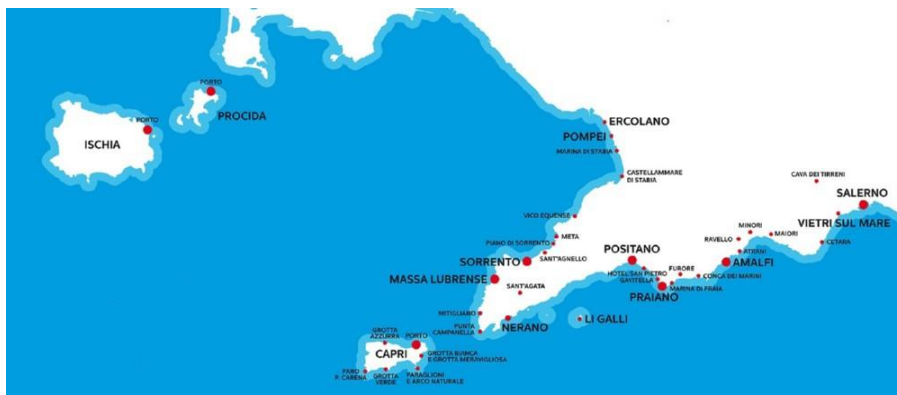 PORTO
PROCIDA
PORTO
ISCHIA
ERCOLANO
POMPEI
MARINA DI STABIA
CASTELLAMMARE
DI STABIA
CAVA DEI TIRRENI
SALERNO
VIETRI SUL MARE
CETARA
VICO EQUENSE
META
PIANO DI SORRENTO
SANT'AGNELLO
SORRENTO
MASSA LUBRENSE
SANT'AGATA
MITIGLIANO
PUNTA
CAMPANELLA
NERANO
LI GALLI
POSITANO
HOTEL SAN PIETRO
GAVITELLA
PRAIANO
MARINA DI PRAIA
FURORE
CONCA DEI MARINI
AMALFI
ATRANI
RAVELLO
MINORI
MAIORI
GROTTA
AZZURRA
PORTO
CAPRI
GROTTA BIANCA
E GROTTA MERAVIGLIOSA
FARO
P. CARENA
GROTTA
VERDE
FARAGLIONI
E ARCO NATURALE